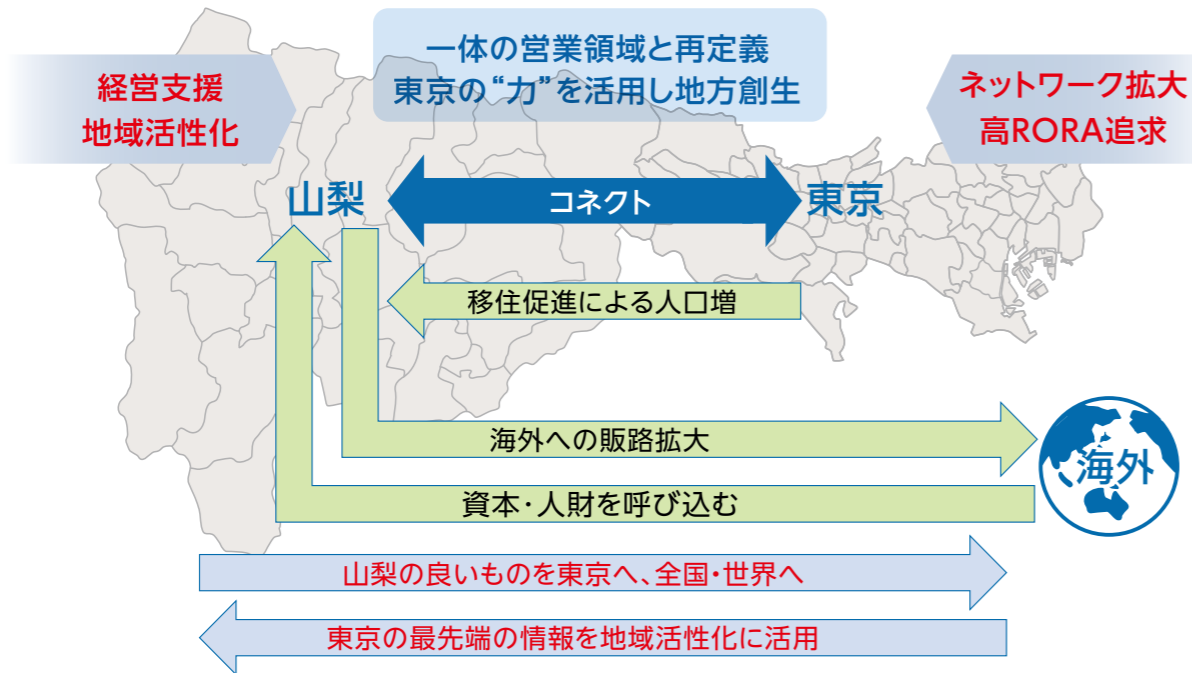 一体の営業領域と再定義
東京の“力”を活用し地方創生
経営支援
地域活性化
ネットワーク拡大
高RORA追求
山梨
コネクト
東京
移住促進による人口増
海外への販路拡大
海外
資本・人財を呼び込む
山梨の良いものを東京へ、全国・世界へ
東京の最先端の情報を地域活性化に活用